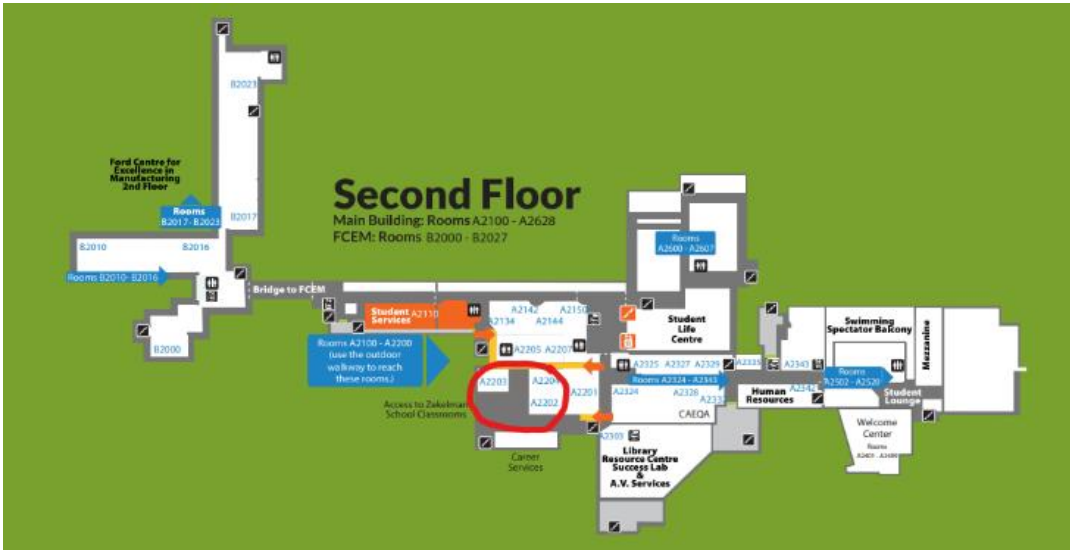 B2023
Ford Centre for
Excellence in
Manufacturing
2nd Floor
Rooms
B2017 - B2023
B2017
B2010
B2016
Rooms B2010- B2016
B2000
Second Floor
Main Building: Rooms A2100 - A2628
FCEM: Rooms B2000 - B2027
Bridge to FCEM
Student
Services
A2110
A2134
A2142
A2144
A2150
Rooms A2100 - A2200
(use the outdoor
walkway to reach
these rooms.)
A2205
A2207
A2203
A2204
A2202
A2201
Access to Zekelman
School Classrooms
Career
Services
Rooms
A2600 - A2607
Student
Life
Centre
A2325
A2327
A2329
A2335
Rooms A2324 - A2343
A2324
A2328
CAEQA
A2303
Library
Resource Centre
Success Lab
&
A.V. Services
Human
Resources
A2343
A2342
Swimming
Spectator Balcony
Mezzanine
Rooms
A2502 - A2520
Student
Lounge
Welcome
Center
Rooms